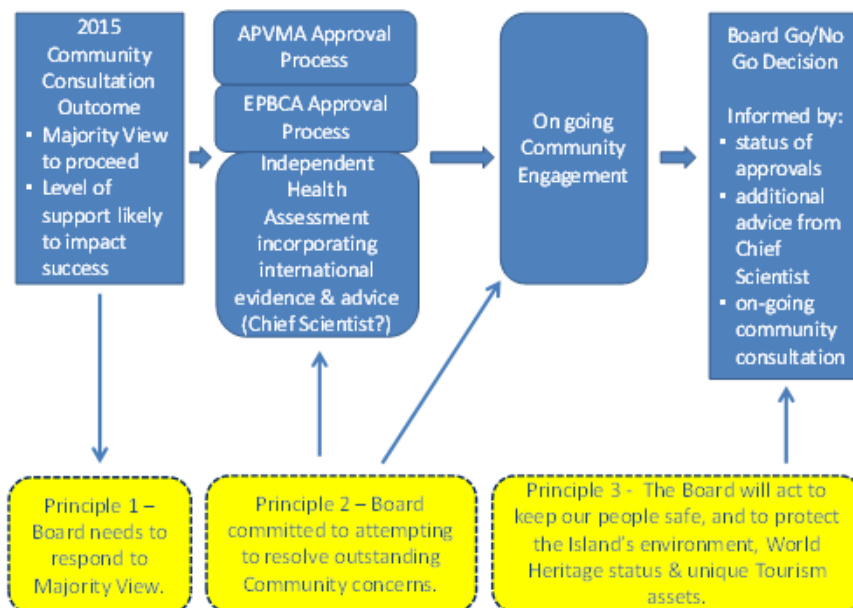 2015
Community
Consultation
Outcome
▪ Majority View
to proceed
▪ Level of
support likely
to impact
success
APVMA Approval
Process
EPBCA Approval
Process
Independent
Health
Assessment
incorporating
international
evidence & advice
(Chief Scientist?)
On going
Community
Engagement
Board Go/No
Go Decision
Informed by:
▪ status of
approvals
▪ additional
advice from
Chief
Scientist
▪ on-going
community
consultation
Principle 1 –
Board needs to
respond to
Majority View.
Principle 2 – Board
committed to attempting
to resolve outstanding
Community concerns.
Principle 3 - The Board will act to
keep our people safe, and to protect
the Island's environment, World
Heritage status & unique Tourism
assets.